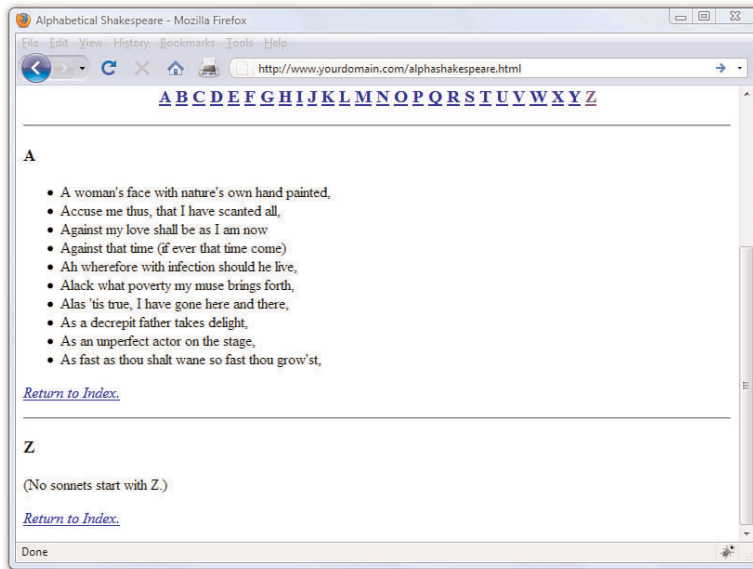 Alphabetical Shakespeare - Mozilla Firefox
File Edit View History Bookmarks Tools Help
http://www.yourdomain.com/alphashakespeare.html
A B C D E F G H I J K L M N O P Q R S T U V W X Y Z
A
• A woman's face with nature's own hand painted,
• Accuse me thus, that I have scanted all,
• Against my love shall be as I am now
• Against that time (if ever that time come)
• Ah wherefore with infection should he live,
• Alack what poverty my muse brings forth,
• Alas 'tis true, I have gone here and there,
• As a decrepit father takes delight,
• As an unperfect actor on the stage,
• As fast as thou shalt wane so fast thou grow'st,
Return to Index.
Z
(No sonnets start with Z.)
Return to Index.
Done